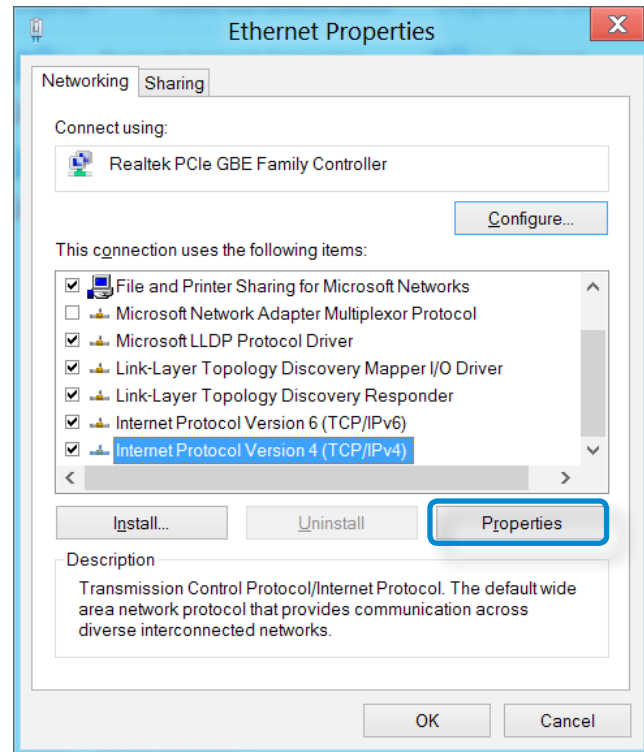 Ethernet Properties
X
Networking
Sharing
Connect using:
Realtek PCIe GBE Family Controller
Configure...
This connection uses the following items:
File and Printer Sharing for Microsoft Networks
Microsoft Network Adapter Multiplexor Protocol
Microsoft LLDP Protocol Driver
Link-Layer Topology Discovery Mapper I/O Driver
Link-Layer Topology Discovery Responder
Internet Protocol Version 6 (TCP/IPv6)
Internet Protocol Version 4 (TCP/IPv4)
Install...
Uninstall
Properties
Description
Transmission Control Protocol/Internet Protocol. The default wide
area network protocol that provides communication across
diverse interconnected networks.
OK
Cancel